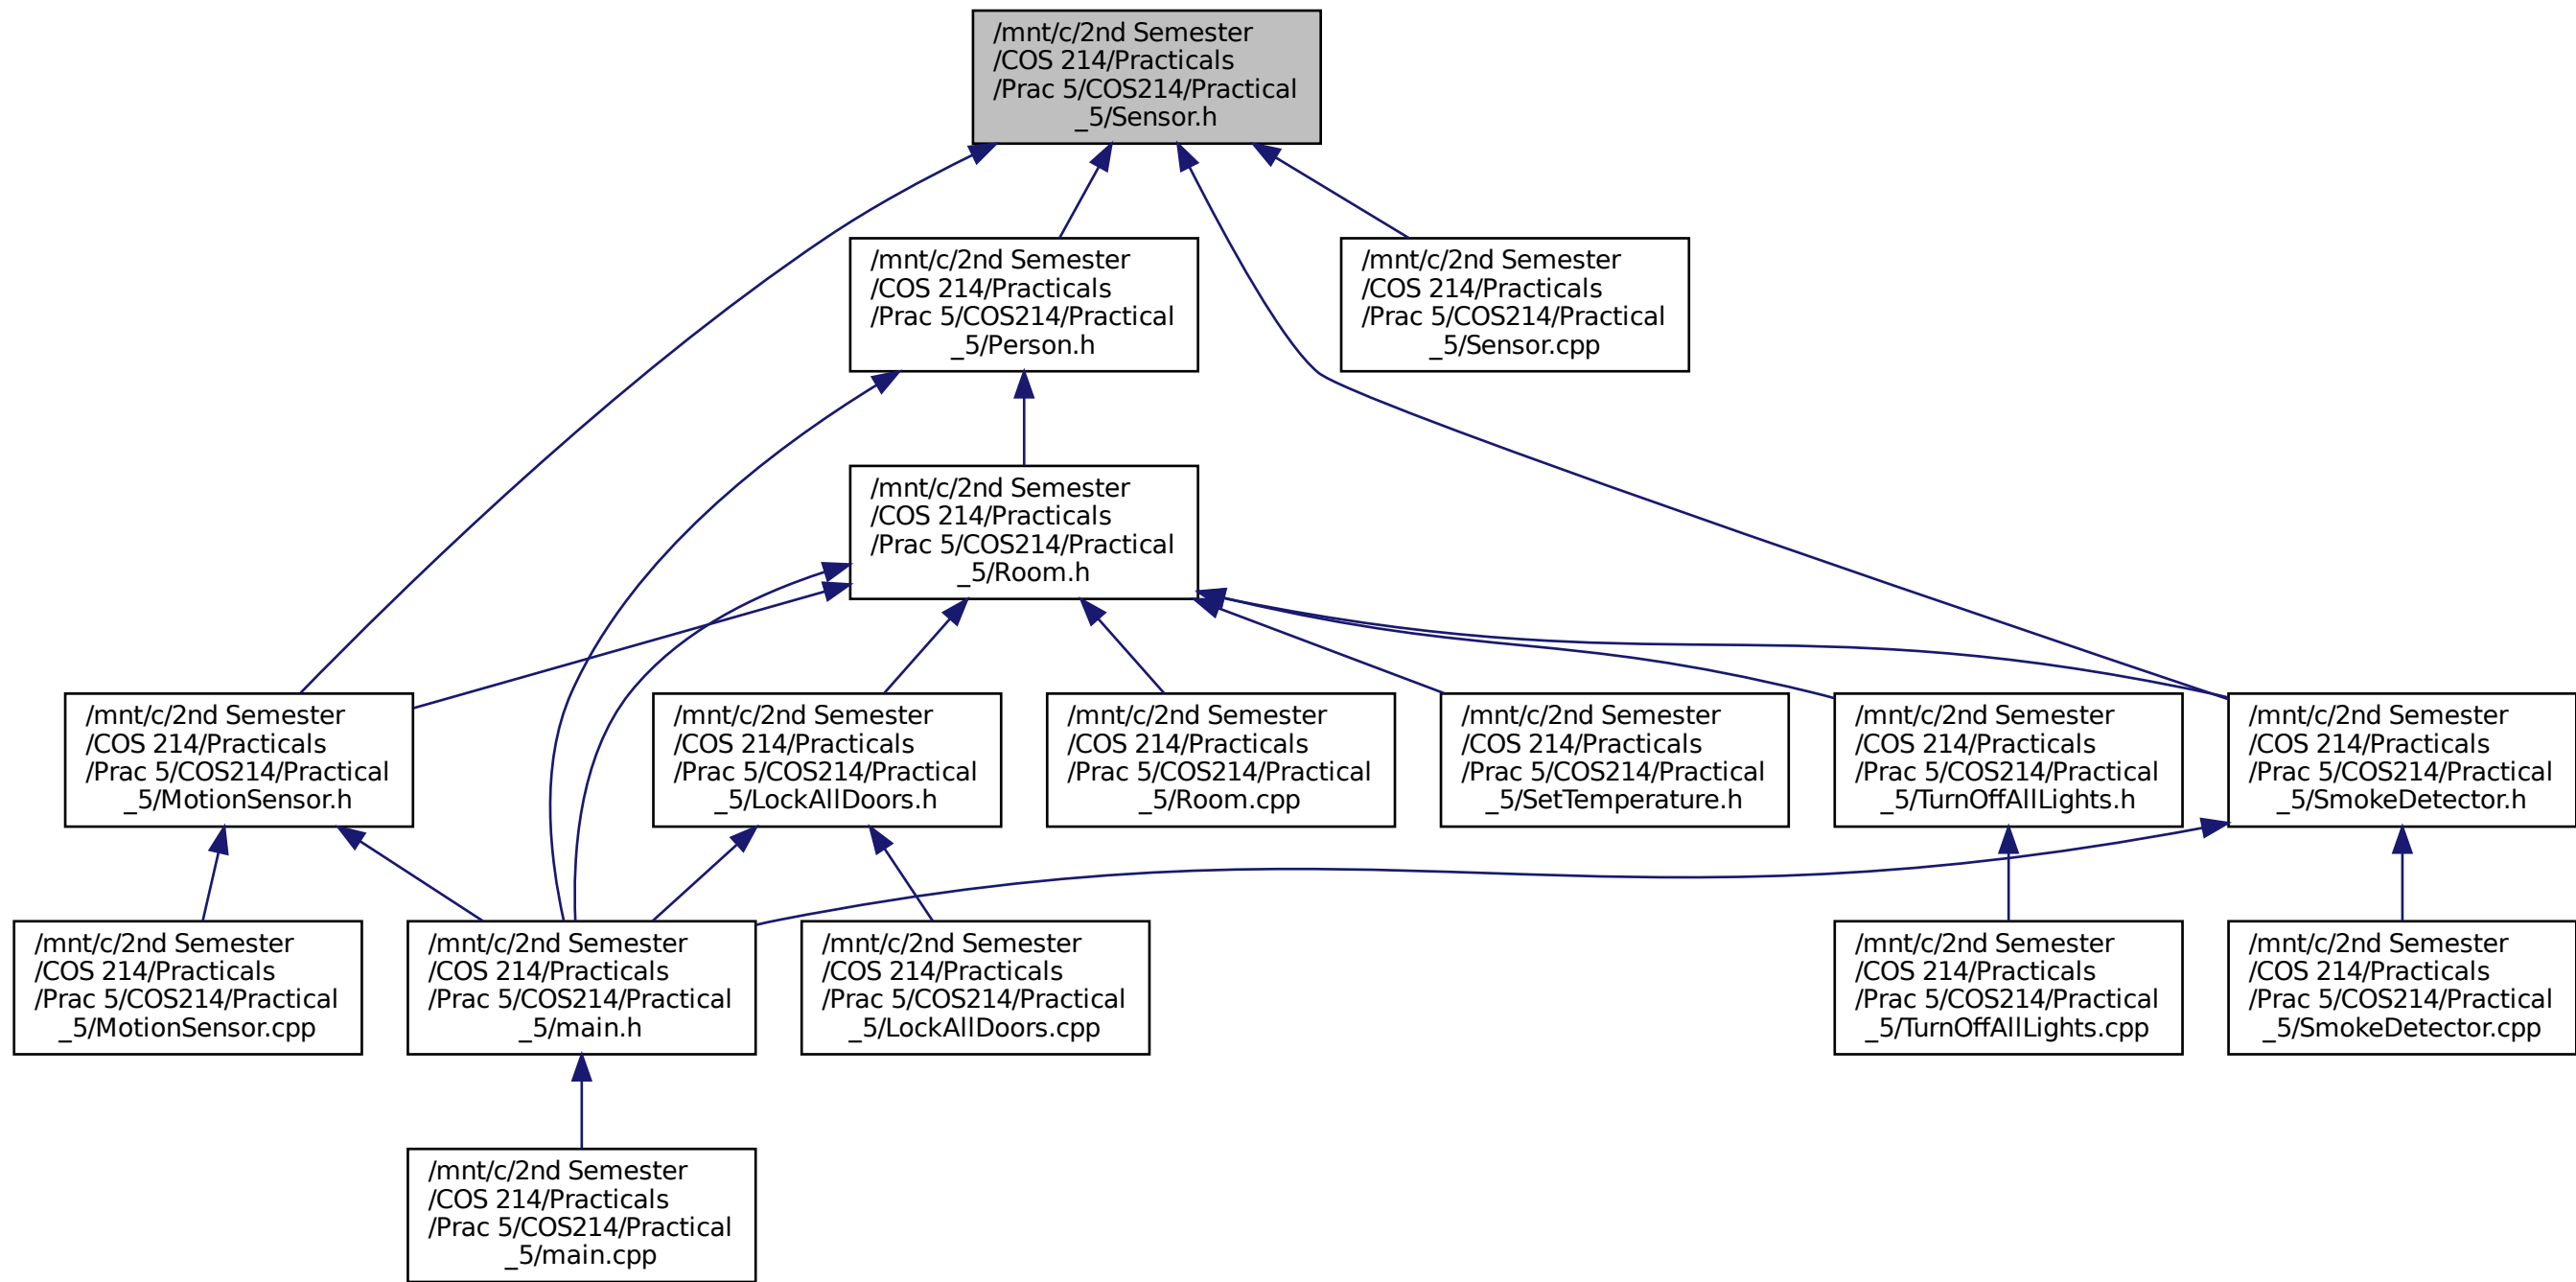 /mnt/c/2nd Semester
/COS 214/Practicals
/Prac 5/COS214/Practical
_5/Sensor.h
/mnt/c/2nd Semester
/COS 214/Practicals
/Prac 5/COS214/Practical
_5/Person.h
/mnt/c/2nd Semester
/COS 214/Practicals
/Prac 5/COS214/Practical
_5/Sensor.cpp
/mnt/c/2nd Semester
/COS 214/Practicals
/Prac 5/COS214/Practical
_5/Room.h
/mnt/c/2nd Semester
/COS 214/Practicals
/Prac 5/COS214/Practical
_5/MotionSensor.h
/mnt/c/2nd Semester
/COS 214/Practicals
/Prac 5/COS214/Practical
_5/LockAllDoors.h
/mnt/c/2nd Semester
/COS 214/Practicals
/Prac 5/COS214/Practical
_5/Room.cpp
/mnt/c/2nd Semester
/COS 214/Practicals
/Prac 5/COS214/Practical
_5/SetTemperature.h
/mnt/c/2nd Semester
/COS 214/Practicals
/Prac 5/COS214/Practical
_5/TurnOffAllLights.h
/mnt/c/2nd Semester
/COS 214/Practicals
/Prac 5/COS214/Practical
_5/SmokeDetector.h
/mnt/c/2nd Semester
/COS 214/Practicals
/Prac 5/COS214/Practical
_5/MotionSensor.cpp
/mnt/c/2nd Semester
/COS 214/Practicals
/Prac 5/COS214/Practical
_5/main.h
/mnt/c/2nd Semester
/COS 214/Practicals
/Prac 5/COS214/Practical
_5/LockAllDoors.cpp
/mnt/c/2nd Semester
/COS 214/Practicals
/Prac 5/COS214/Practical
_5/TurnOffAllLights.cpp
/mnt/c/2nd Semester
/COS 214/Practicals
/Prac 5/COS214/Practical
_5/SmokeDetector.cpp
/mnt/c/2nd Semester
/COS 214/Practicals
/Prac 5/COS214/Practical
_5/main.cpp